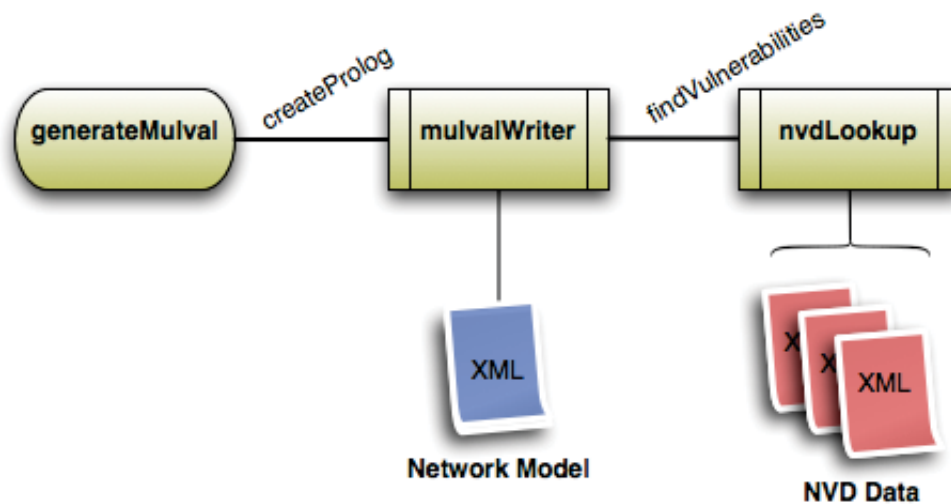 createProlog
findVulnerabilities
generateMulval
mulvalWriter
nvdLookup
XML
X
X
XML
Network Model
NVD Data